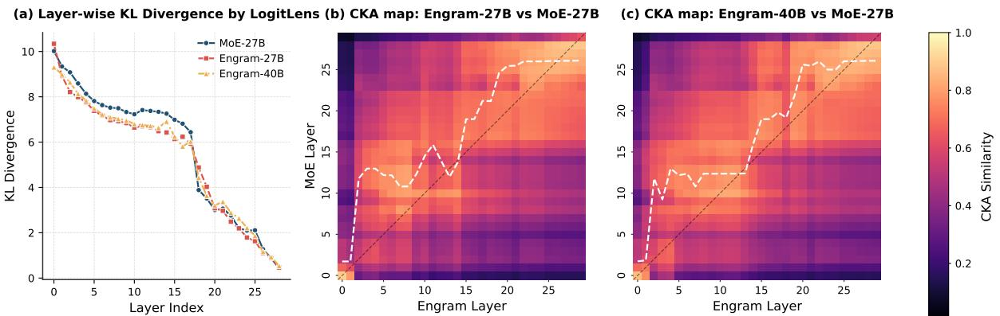 (a) Layer-wise KL Divergence by LogitLens
KL Divergence
10
8
6
4
2
0
0 5 10 15 20 25
Layer Index
MoE-27B
Engram-27B
Engram-40B
(b) CKA map: Engram-27B vs MoE-27B
MoE Layer
25
20
15
10
5
0
0 5 10 15 20 25
Engram Layer
(c) CKA map: Engram-40B vs MoE-27B
25
20
15
10
5
0
0 5 10 15 20 25
Engram Layer
1.0
0.8
0.6
0.4
0.2
CKA Similarity